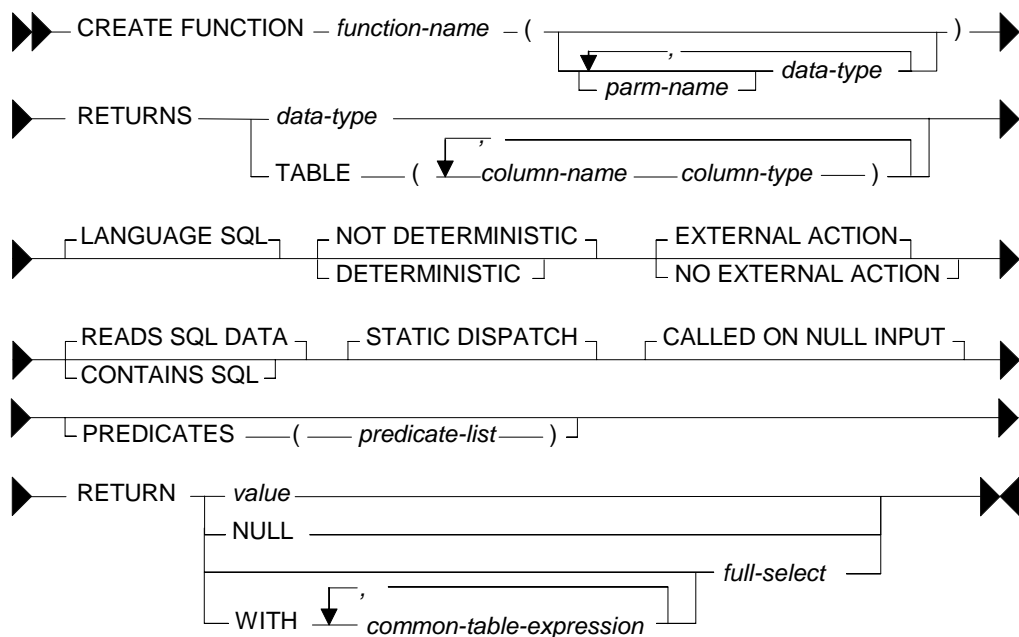 CREATE FUNCTION function-name ( , )
parm-name data-type
RETURNS data-type
,
TABLE ( column-name column-type )
LANGUAGE SQL NOT DETERMINISTIC EXTERNAL ACTION
DETERMINISTIC NO EXTERNAL ACTION
READS SQL DATA STATIC DISPATCH CALLED ON NULL INPUT
CONTAINS SQL
PREDICATES ( predicate-list )
RETURN value
NULL
full-select
,
WITH common-table-expression